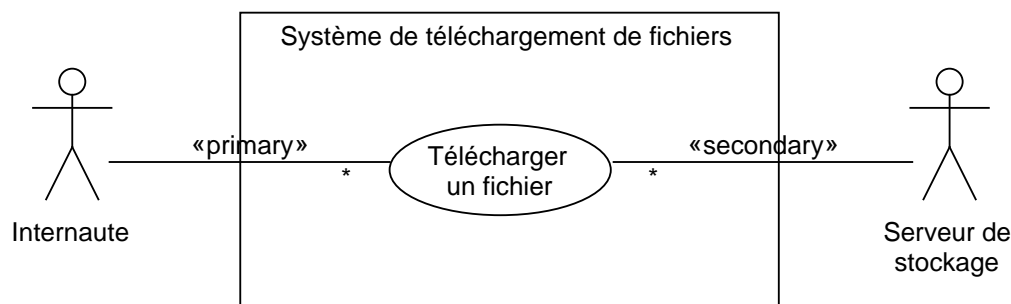 Système de téléchargement de fichiers
«primary»
«secondary»
Télécharger
un fichier
*
*
Internaute
Serveur de
stockage